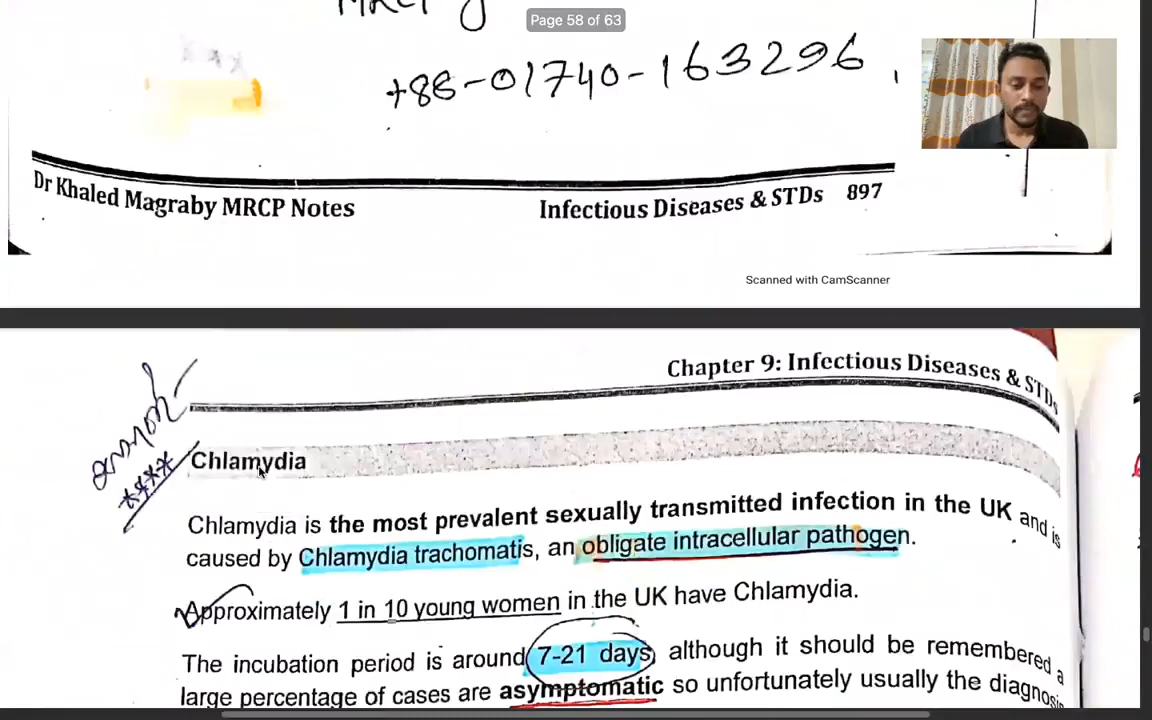 Page 58 of 63
+88-01740-163296
Dr Khaled Magraby MRCP Notes
Infectious Diseases & STDs 897
Scanned with CamScanner
Chapter 9: Infectious Diseases & STDs
Chlamydia
Chlamydia is the most prevalent sexually transmitted infection in the UK and is
caused by Chlamydia trachomatis, an obligate intracellular pathogen.
Approximately 1 in 10 young women in the UK have Chlamydia.
The incubation period is around 7-21 days, although it should be remembered a
large percentage of cases are asymptomatic so unfortunately usually the diagnosis